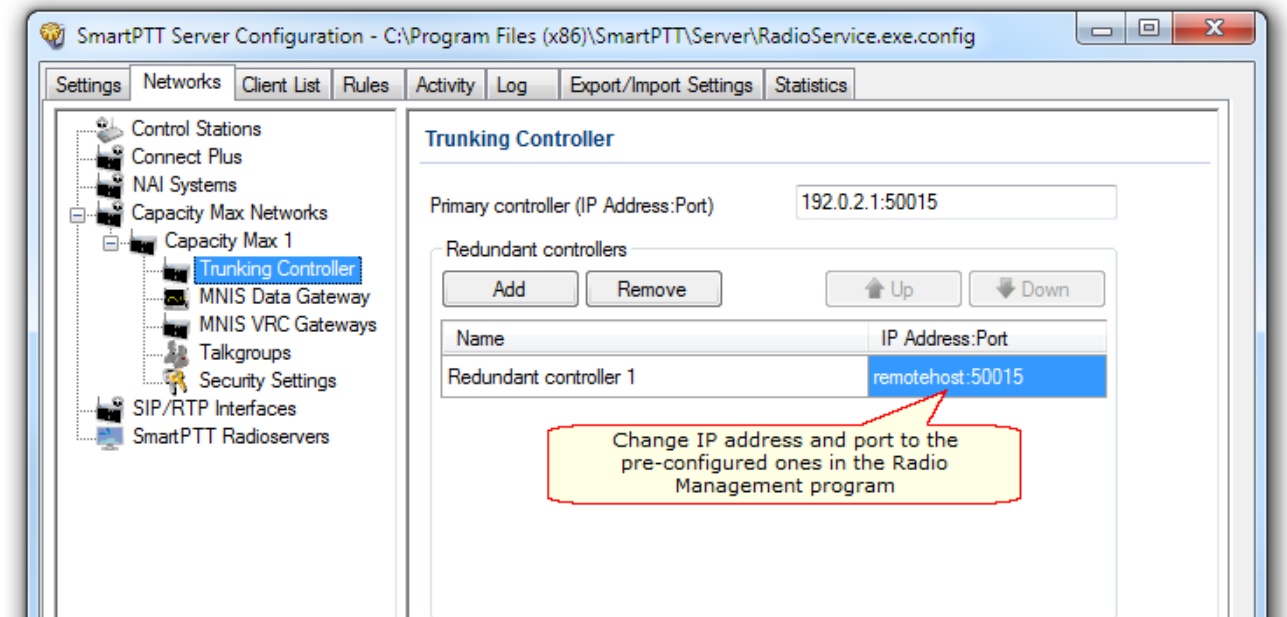 SmartPTT Server Configuration - C:\Program Files (x86)\SmartPTT\Server\RadioService.exe.config
Settings Networks Client List Rules Activity Log Export/Import Settings Statistics
Control Stations
Connect Plus
NAI Systems
Capacity Max Networks
Capacity Max 1
Trunking Controller
MNIS Data Gateway
MNIS VRC Gateways
Talkgroups
Security Settings
SIP/RTP Interfaces
SmartPTT Radioservers
Trunking Controller
Primary controller (IP Address:Port) 192.0.2.1:50015
Redundant controllers
Add Remove Up Down
Name IP Address:Port
Redundant controller 1 remotehost:50015
Change IP address and port to the
pre-configured ones in the Radio
Management program